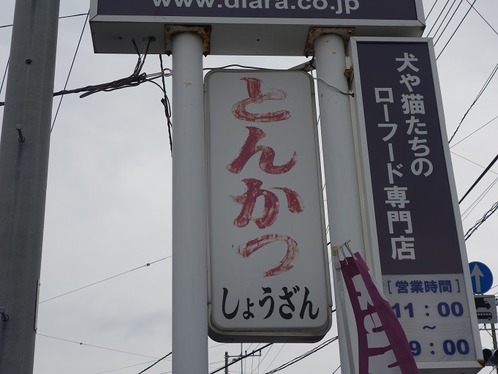 www.diara.co.jp
とんかつ
しょうざん
犬や猫たちの
ローフード専門店
[営業時間]
11:00
~
19:00